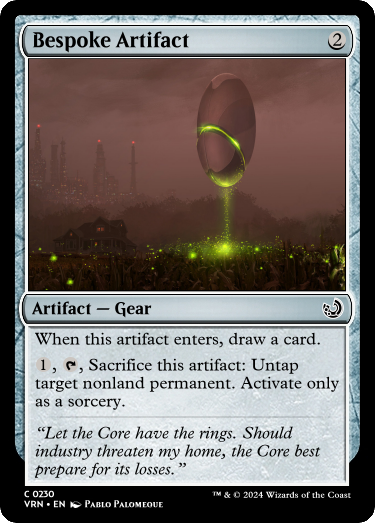 Bespoke Artifact 2
Artifact — Gear
When this artifact enters, draw a card.
1, , Sacrifice this artifact: Untap
target nonland permanent. Activate only
as a sorcery.
“Let the Core have the rings. Should
industry threaten my home, the Core best
prepare for its losses.”
C 0230
VRN • EN Pablo Palomeque
™ & © 2024 Wizards of the Coast